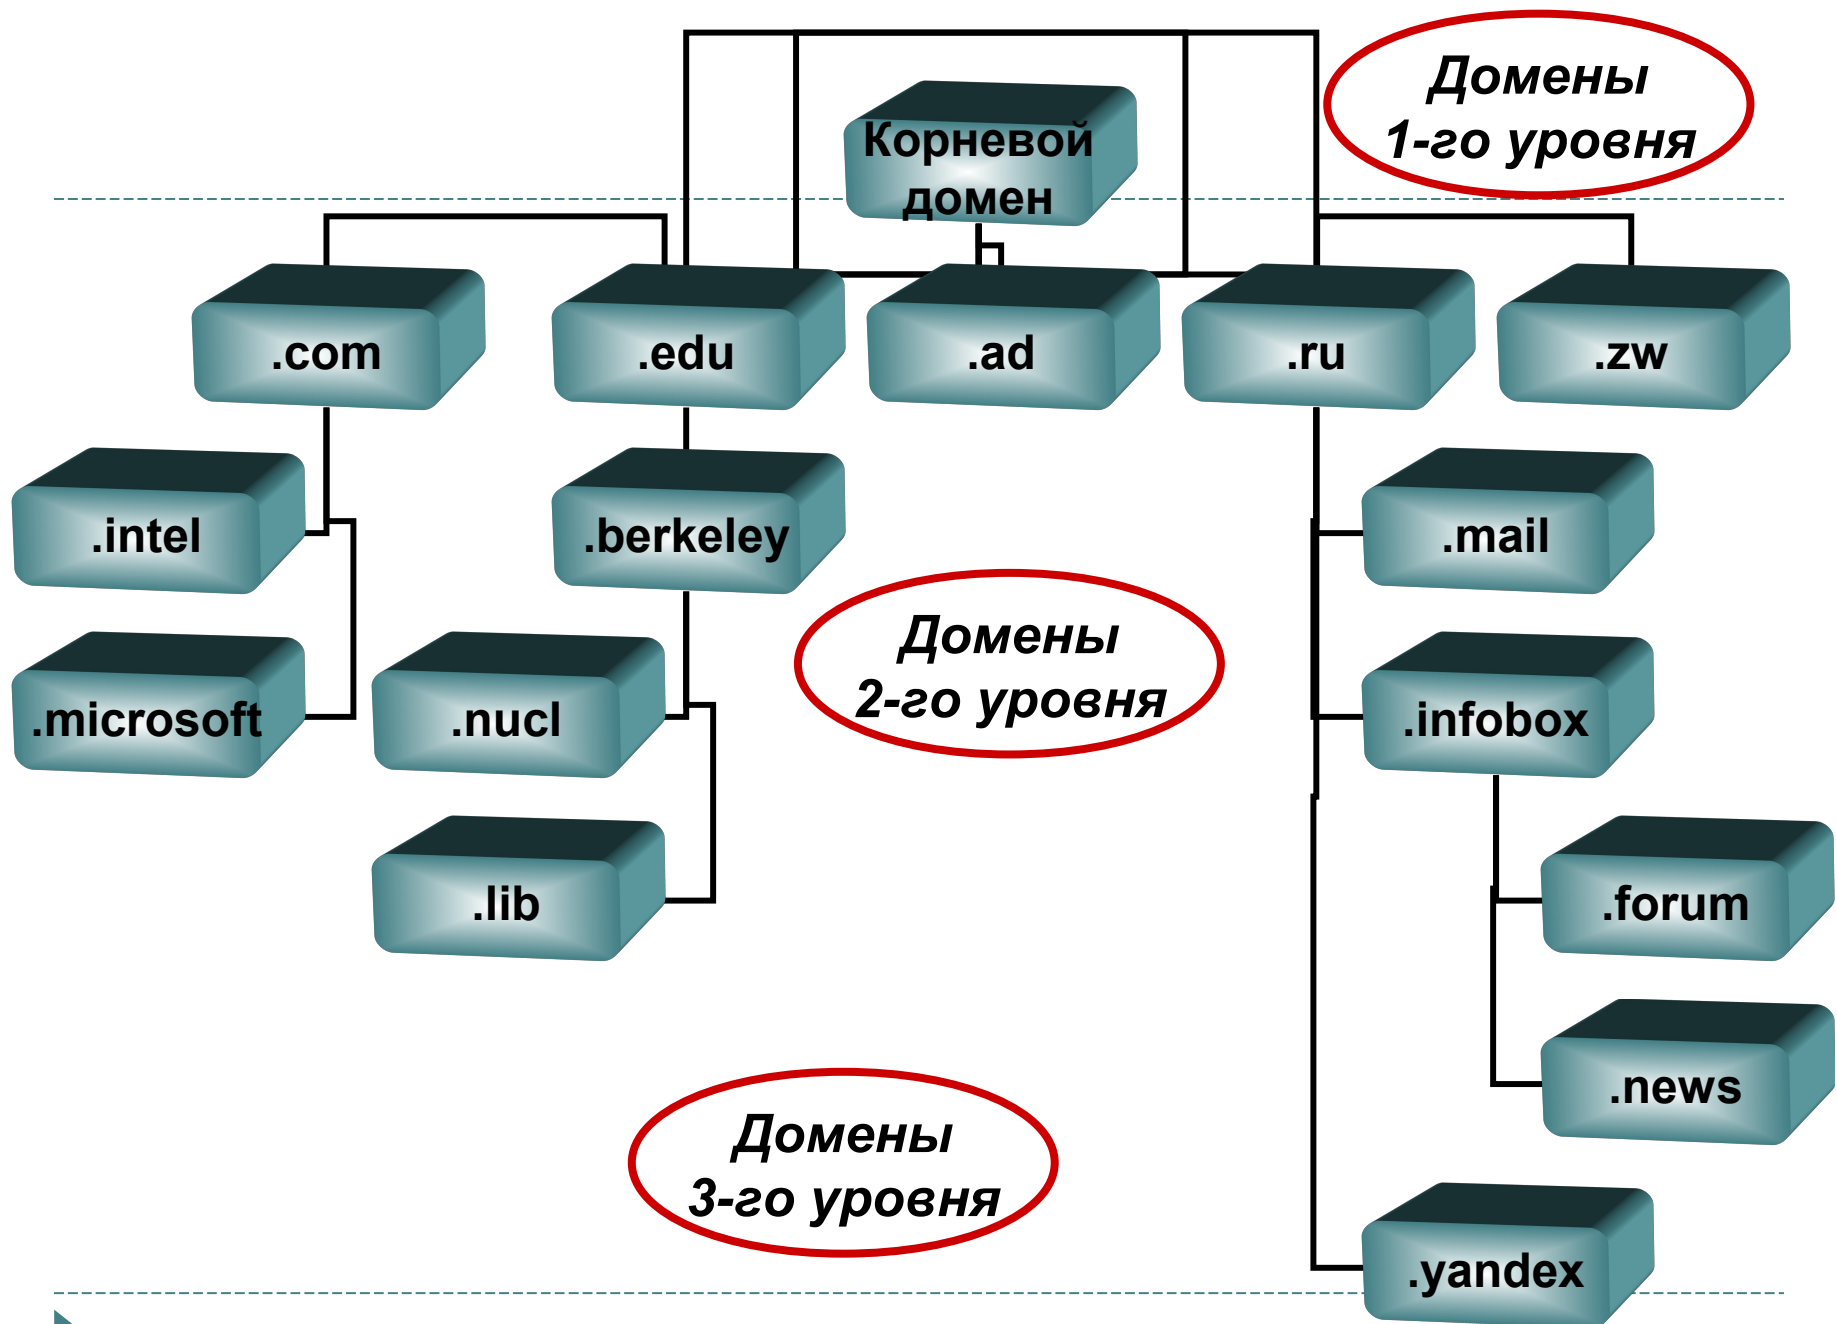 Домены
1-го уровня
Корневой
домен
.com
.edu
.ad
.ru
.zw
.intel
.berkeley
.mail
Домены
2-го уровня
.microsoft
.nucl
.infobox
.lib
.forum
.news
Домены
3-го уровня
.yandex